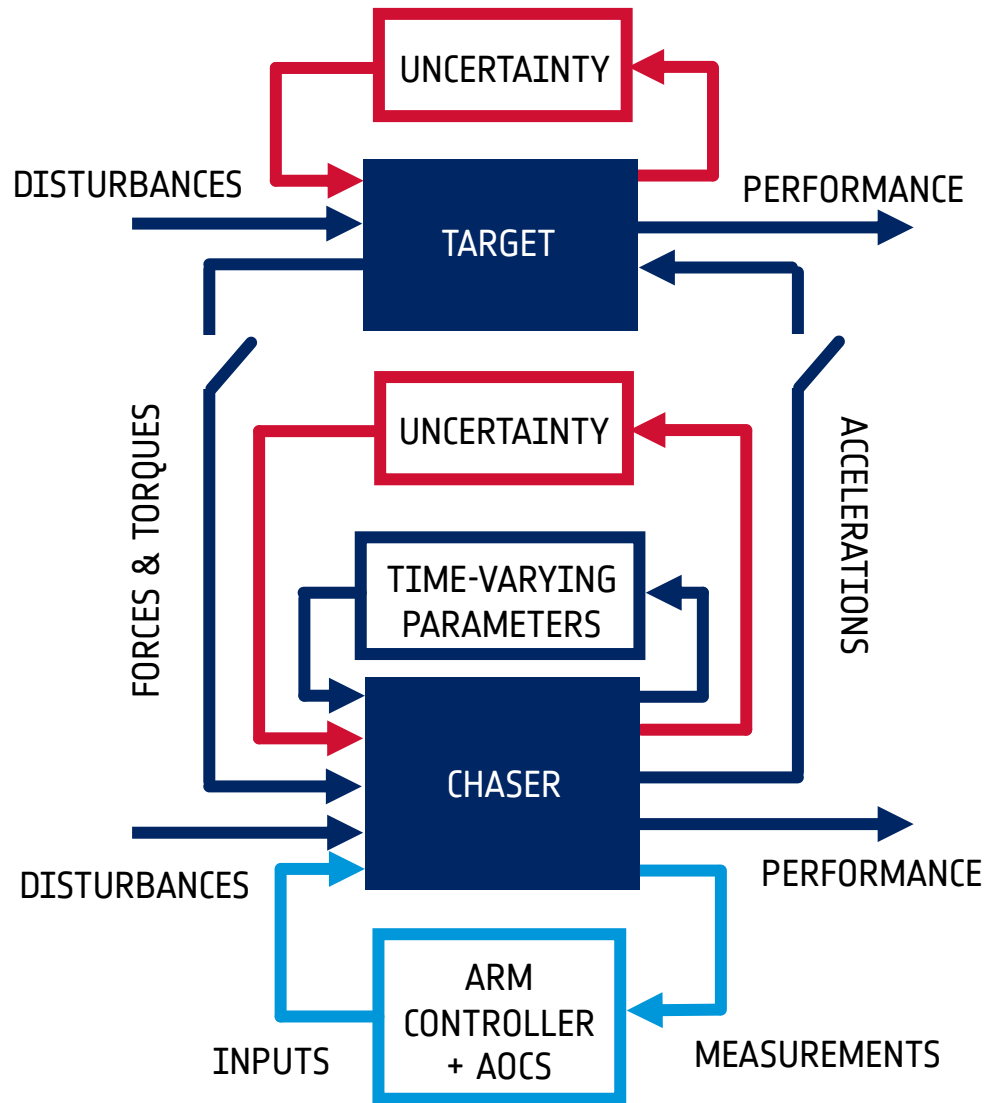 UNCERTAINTY
DISTURBANCES
PERFORMANCE
TARGET
FORCES & TORQUES
UNCERTAINTY
ACCELERATIONS
TIME-VARYING
PARAMETERS
CHASER
DISTURBANCES
PERFORMANCE
ARM
CONTROLLER
+ AOCS
INPUTS
MEASUREMENTS